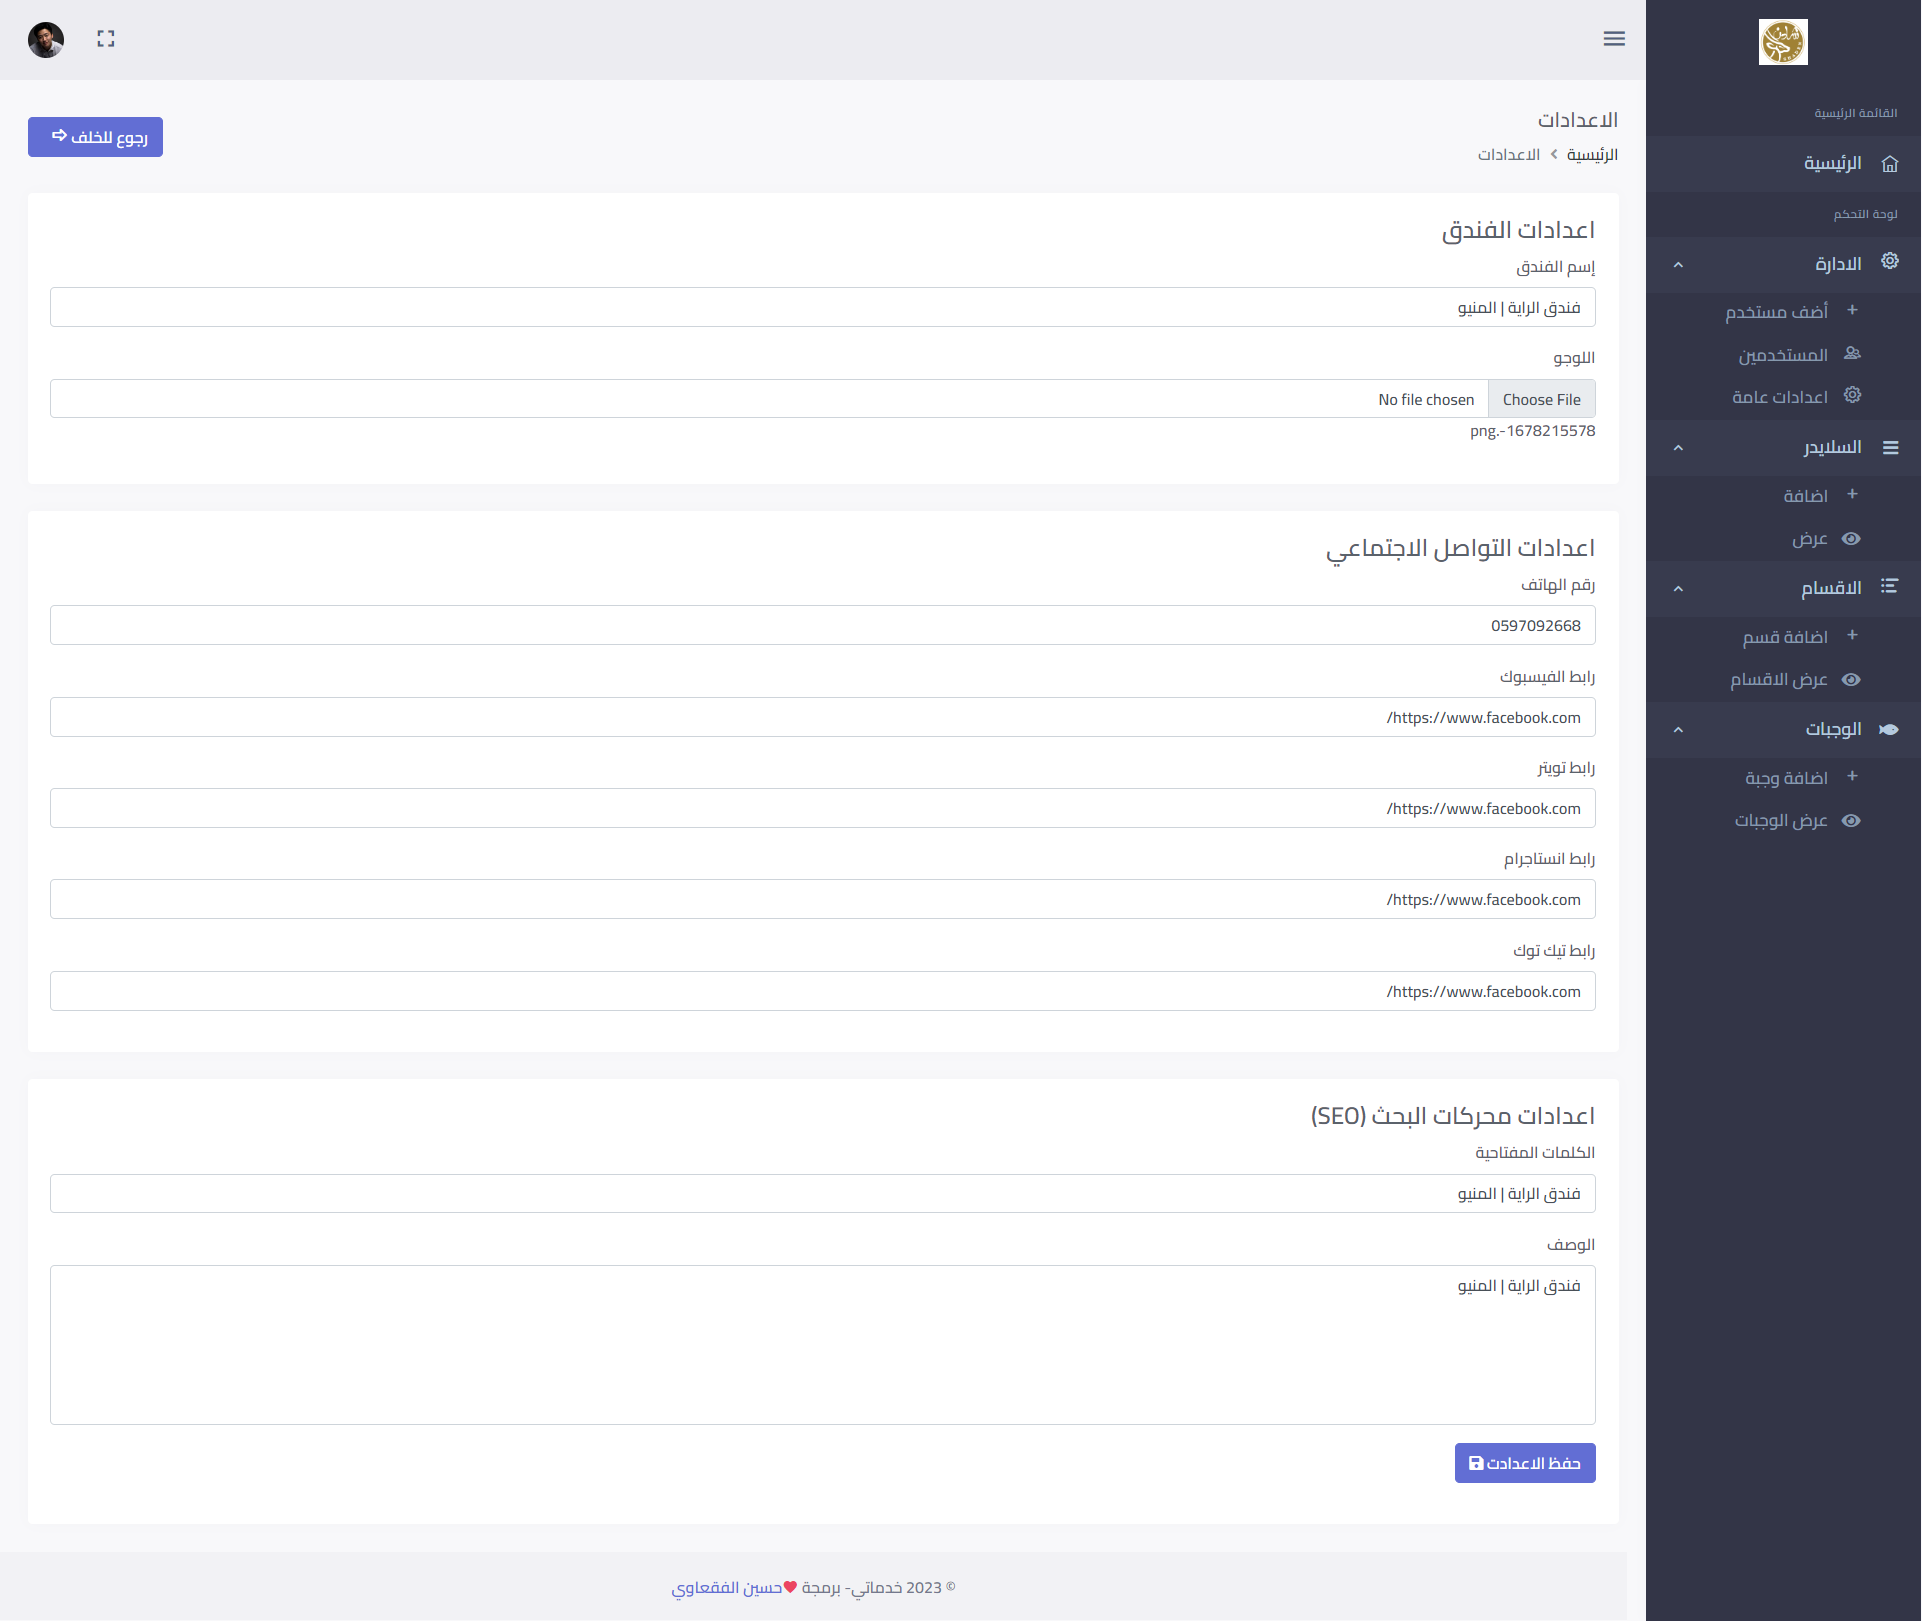 القائمة الرئيسية
الرئيسية
لوحة التحكم
الادارة
أضف مستخدم
المستخدمين
اعدادات عامة
السلايدر
اضافة
عرض
الاقسام
اضافة قسم
عرض الاقسام
الوجبات
اضافة وجبة
عرض الوجبات
الاعدادات
الرئيسية > الاعدادات
رجوع للخلف
اعدادات الفندق
إسم الفندق
فندق الراية | المنيو
اللوجو
Choose File No file chosen
1678215578-.png
اعدادات التواصل الاجتماعي
رقم الهاتف
0597092668
رابط الفيسبوك
https://www.facebook.com/
رابط تويتر
https://www.facebook.com/
رابط انستاجرام
https://www.facebook.com/
رابط تيك توك
https://www.facebook.com/
اعدادات محركات البحث (SEO)
الكلمات المفتاحية
فندق الراية | المنيو
الوصف
فندق الراية | المنيو
حفظ الاعدادت
© 2023 خدماتي- برمجة ❤حسين الفقعاوي